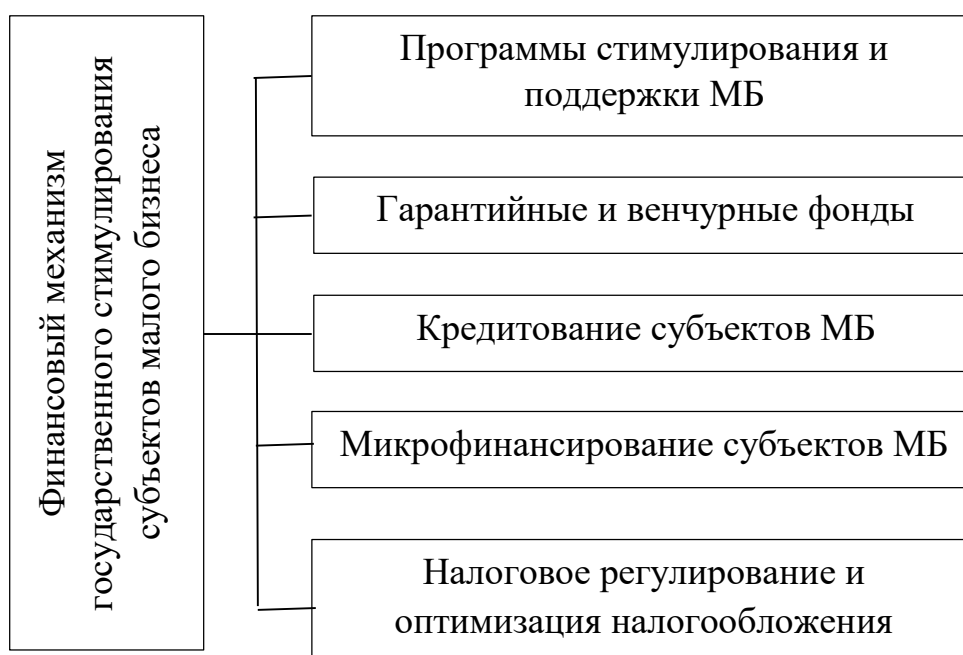 Финансовый механизм
государственного стимулирования
субъектов малого бизнеса
Программы стимулирования и
поддержки МБ
Гарантийные и венчурные фонды
Кредитование субъектов МБ
Микрофинансирование субъектов МБ
Налоговое регулирование и
оптимизация налогообложения